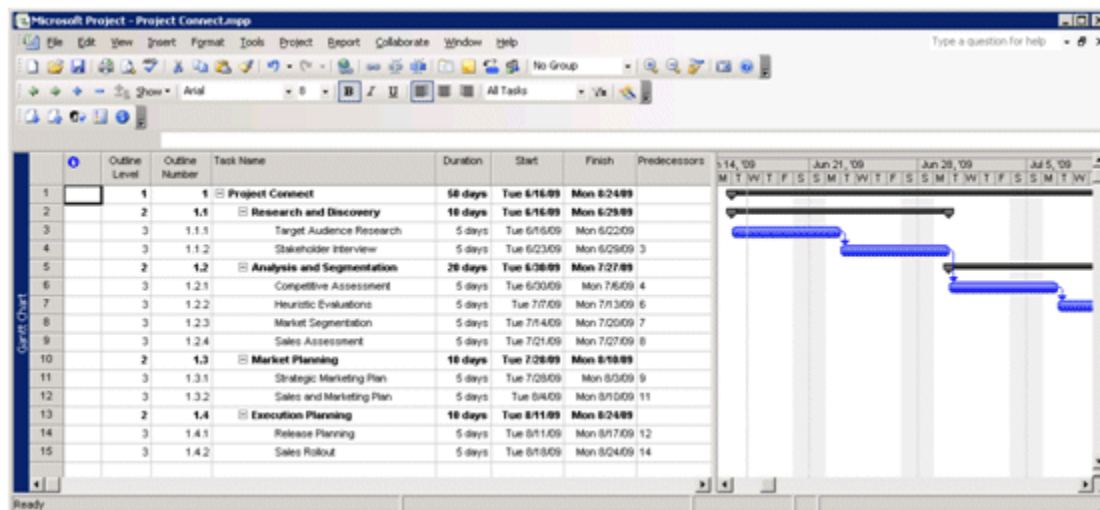 Microsoft Project - Project Connect.mpp
File Edit View Insert Format Tools Project Report Collaborate Window Help Type a question for help
No Group
Show Arial 8 B I U All Tasks
Outline Level Outline Number Task Name Duration Start Finish Predecessors
14, '09 Jun 21, '09 Jun 28, '09 Jul 5, '09
M T W T F S S M T W T F S S M T W T F S S M T W
1 1 1 Project Connect 50 days Tue 6/16/09 Mon 8/24/09
2 2 1.1 Research and Discovery 10 days Tue 6/16/09 Mon 6/29/09
3 3 1.1.1 Target Audience Research 5 days Tue 6/16/09 Mon 6/22/09
4 3 1.1.2 Stakeholder Interview 5 days Tue 6/23/09 Mon 6/29/09 3
5 2 1.2 Analysis and Segmentation 20 days Tue 6/30/09 Mon 7/27/09
6 3 1.2.1 Competitive Assessment 5 days Tue 6/30/09 Mon 7/6/09 4
7 3 1.2.2 Heuristic Evaluations 5 days Tue 7/7/09 Mon 7/13/09 6
8 3 1.2.3 Market Segmentation 5 days Tue 7/14/09 Mon 7/20/09 7
9 3 1.2.4 Sales Assessment 5 days Tue 7/21/09 Mon 7/27/09 8
10 2 1.3 Market Planning 10 days Tue 7/28/09 Mon 8/10/09
11 3 1.3.1 Strategic Marketing Plan 5 days Tue 7/28/09 Mon 8/3/09 9
12 3 1.3.2 Sales and Marketing Plan 5 days Tue 8/4/09 Mon 8/10/09 11
13 2 1.4 Execution Planning 10 days Tue 8/11/09 Mon 8/24/09
14 3 1.4.1 Release Planning 5 days Tue 8/11/09 Mon 8/17/09 12
15 3 1.4.2 Sales Rollout 5 days Tue 8/18/09 Mon 8/24/09 14
Gantt Chart
Ready